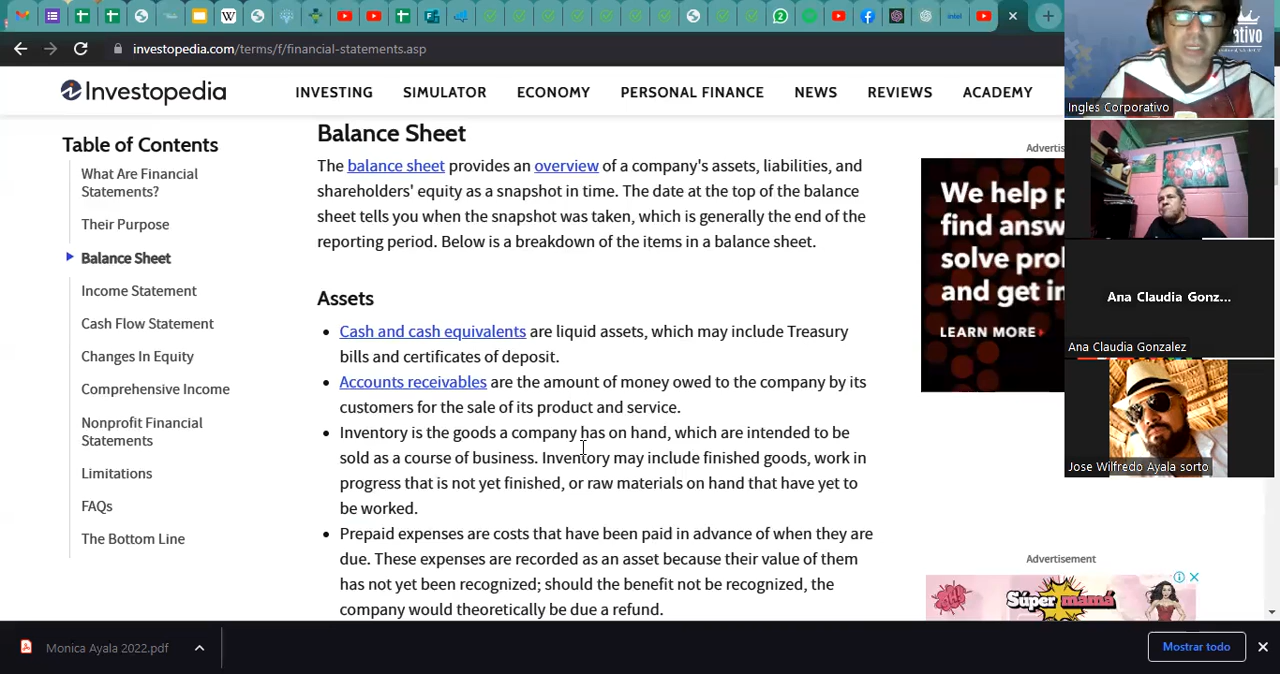 investopedia.com/terms/f/financial-statements.asp
Investopedia
INVESTING
SIMULATOR
ECONOMY
PERSONAL FINANCE
NEWS
REVIEWS
ACADEMY
Table of Contents
What Are Financial
Statements?
Their Purpose
Balance Sheet
Income Statement
Cash Flow Statement
Changes In Equity
Comprehensive Income
Nonprofit Financial
Statements
Limitations
FAQs
The Bottom Line
Balance Sheet
The balance sheet provides an overview of a company's assets, liabilities, and
shareholders' equity as a snapshot in time. The date at the top of the balance
sheet tells you when the snapshot was taken, which is generally the end of the
reporting period. Below is a breakdown of the items in a balance sheet.
Assets
Cash and cash equivalents are liquid assets, which may include Treasury
bills and certificates of deposit.
Accounts receivables are the amount of money owed to the company by its
customers for the sale of its product and service.
Inventory is the goods a company has on hand, which are intended to be
sold as a course of business. Inventory may include finished goods, work in
progress that is not yet finished, or raw materials on hand that have yet to
be worked.
Prepaid expenses are costs that have been paid in advance of when they are
due. These expenses are recorded as an asset because their value of them
has not yet been recognized; should the benefit not be recognized, the
company would theoretically be due a refund.
Advertis
We help p
find answ
solve pro
and get in
LEARN MORE
Advertisement
Súper mamá
Ingles Corporativo
Ana Claudia Gonz...
Ana Claudia Gonzalez
Jose Wilfredo Ayala sorto
Monica Ayala 2022.pdf
Mostrar todo